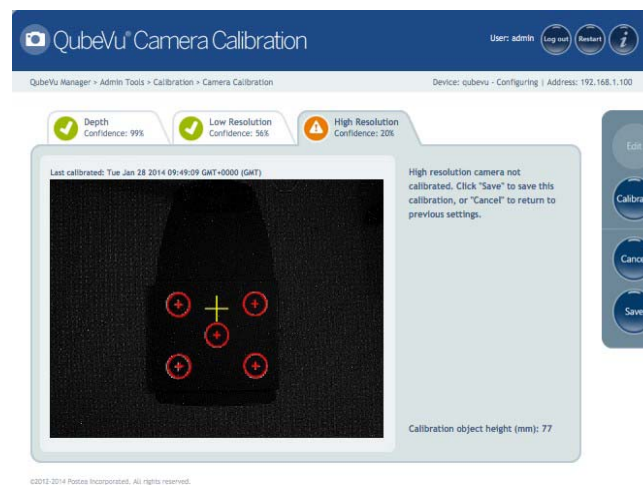 QubeVu® Camera Calibration
User: admin
Log out
Restart
i
QubeVu Manager > Admin Tools > Calibration > Camera Calibration
Device: qubevu - Configuring | Address: 192.168.1.100
Depth
Confidence: 99%
Low Resolution
Confidence: 56%
High Resolution
Confidence: 20%
Edit
Last calibrated: Tue Jan 28 2014 09:49:09 GMT+0000 (GMT)
High resolution camera not
calibrated. Click "Save" to save this
calibration, or "Cancel" to return to
previous settings.
Calibra
Cance
Save
Calibration object height (mm): 77
©2012-2014 Postea Incorporated. All rights reserved.